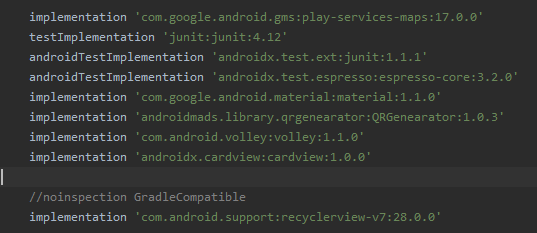 implementation 'com.google.android.gms:play-services-maps:17.0.0'
testImplementation 'junit:junit:4.12'
androidTestImplementation 'androidx.test.ext:junit:1.1.1'
androidTestImplementation 'androidx.test.espresso:espresso-core:3.2.0'
implementation 'com.google.android.material:material:1.1.0'
implementation 'androidmads.library.qrgenearator:QRGenearator:1.0.3'
implementation 'com.android.volley:volley:1.1.0'
implementation 'androidx.cardview:cardview:1.0.0'
//noinspection GradleCompatible
implementation 'com.android.support:recyclerview-v7:28.0.0'